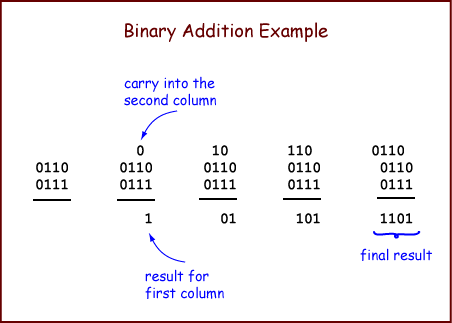 Binary Addition Example
carry into the
second column
0 10 110 0110
0110 0110 0110 0110 0110
0111 0111 0111 0111 0111
1 01 101 1101
final result
result for
first column